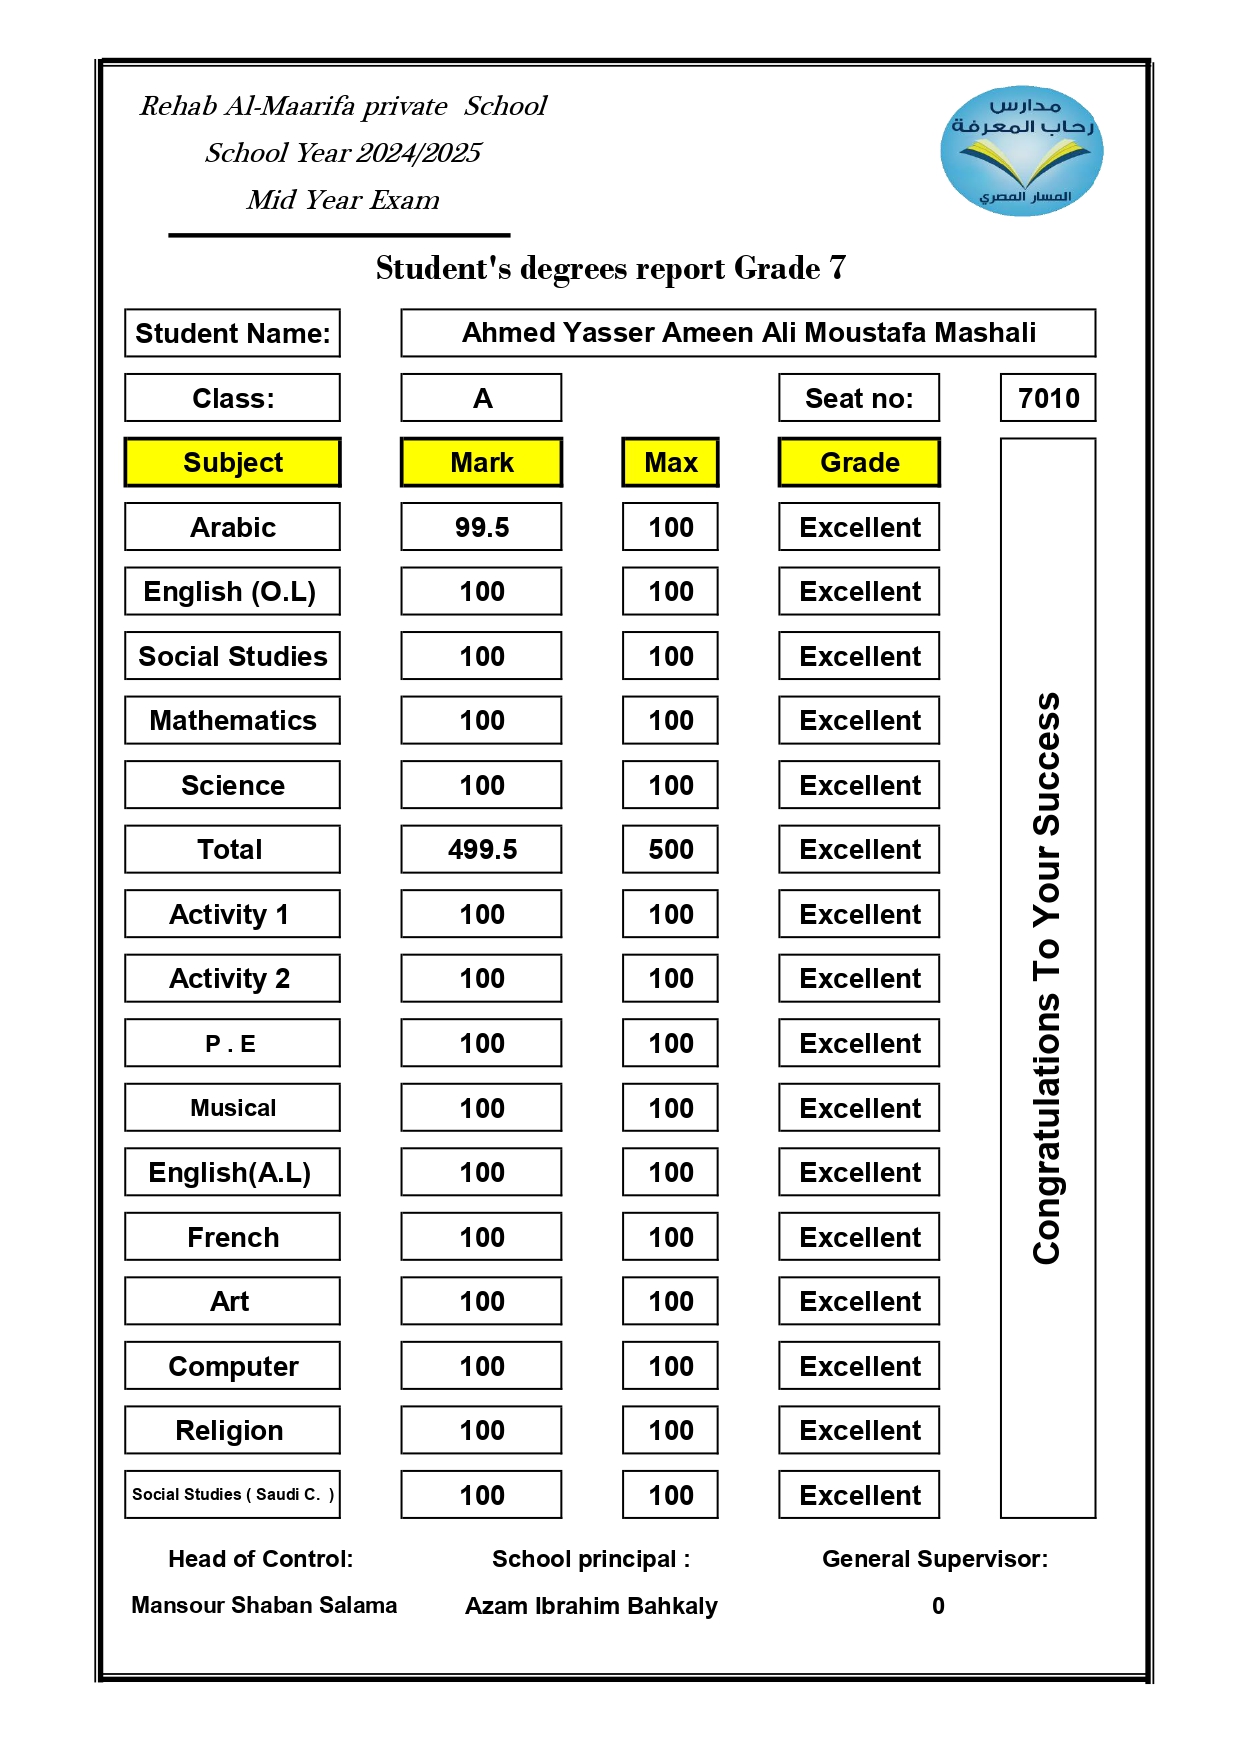 Rehab Al-Maarifa private School
School Year 2024/2025
Mid Year Exam
مدارس
رحاب المعرفة
المسار المصري
Student's degrees report Grade 7
Student Name: Ahmed Yasser Ameen Ali Moustafa Mashali
Class: A Seat no: 7010
Subject Mark Max Grade
Arabic 99.5 100 Excellent
English (O.L) 100 100 Excellent
Social Studies 100 100 Excellent
Mathematics 100 100 Excellent
Science 100 100 Excellent
Total 499.5 500 Excellent
Activity 1 100 100 Excellent
Activity 2 100 100 Excellent
P . E 100 100 Excellent
Musical 100 100 Excellent
English(A.L) 100 100 Excellent
French 100 100 Excellent
Art 100 100 Excellent
Computer 100 100 Excellent
Religion 100 100 Excellent
Social Studies ( Saudi C. ) 100 100 Excellent
Congratulations To Your Success
Head of Control: School principal : General Supervisor:
Mansour Shaban Salama Azam Ibrahim Bahkaly 0